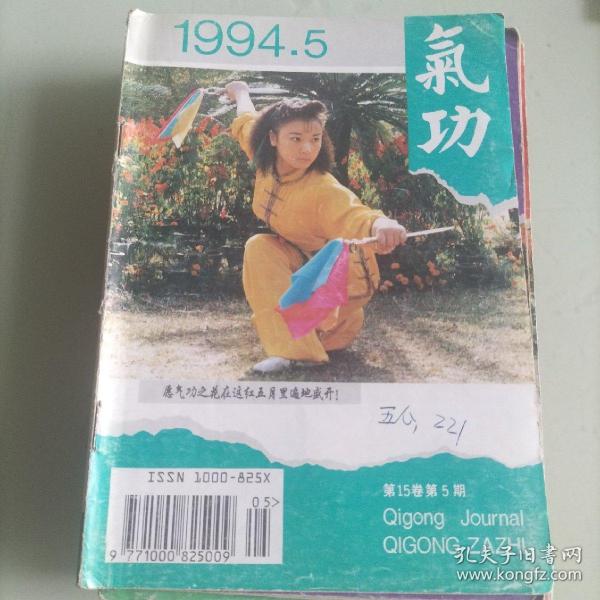 1994.5
氣功
愿气功之花在这红五月里遍地盛开!
五八, 221
ISSN 1000-825X
05>
9 771000 825009
第15卷第5期
Qigong Journal
QIGONG ZAZHI
孔夫子旧书网
www.kongfz.com